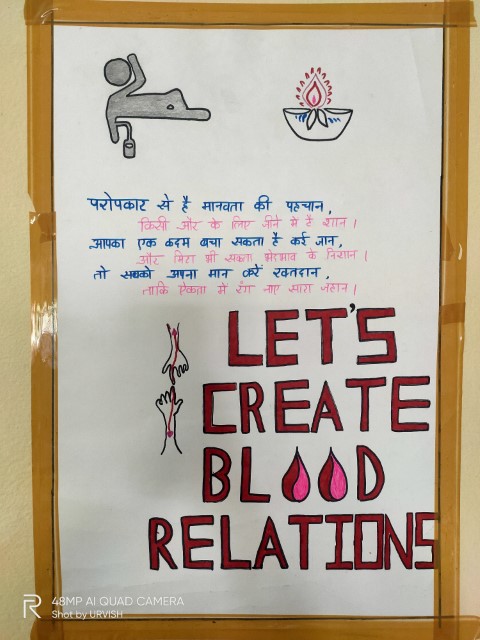 परोपकार से है मानवता की पहचान,
किसी और के लिए जीने में है शान।
आपका एक कदम बचा सकता है कई जान,
और मिटा भी सकता भेदभाव के निशान।
तो सबको अपना मान करें रक्तदान,
ताकि ऐकता में रंग जाए सारा जहान।
LET'S
CREATE
BLOOD
RELATIONS
48MP AI QUAD CAMERA
Shot by URVISH